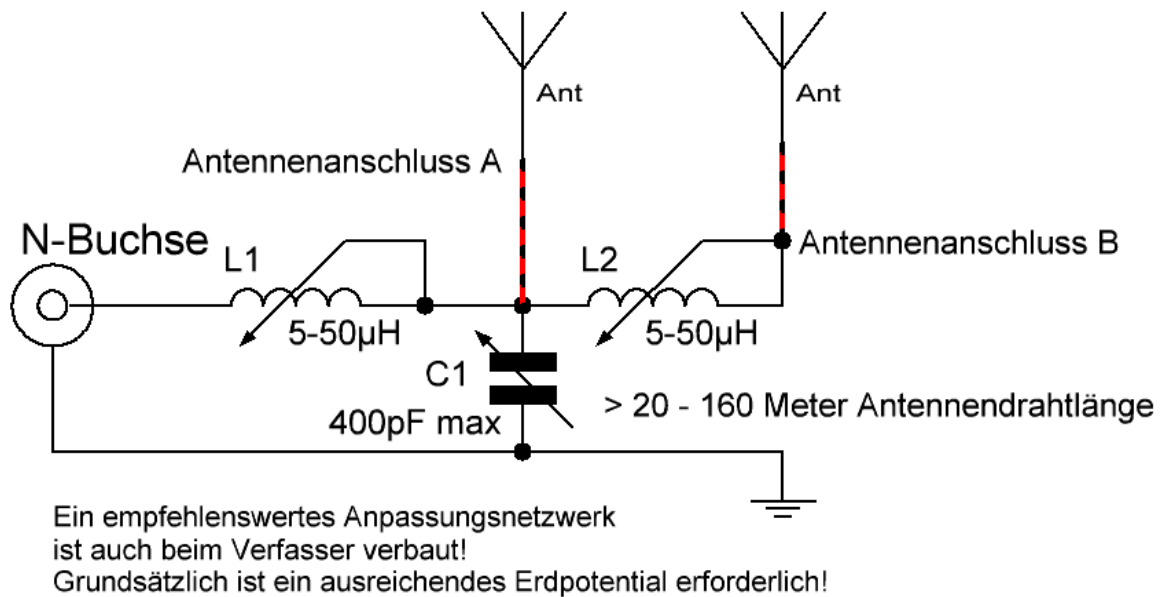 Ant
Ant
Antennenanschluss A
N-Buchse
Antennenanschluss B
L1
L2
5-50µH
5-50µH
C1
400pF max
> 20 - 160 Meter Antennendrahtlänge
Ein empfehlenswertes Anpassungsnetzwerk
ist auch beim Verfasser verbaut!
Grundsätzlich ist ein ausreichendes Erdpotential erforderlich!